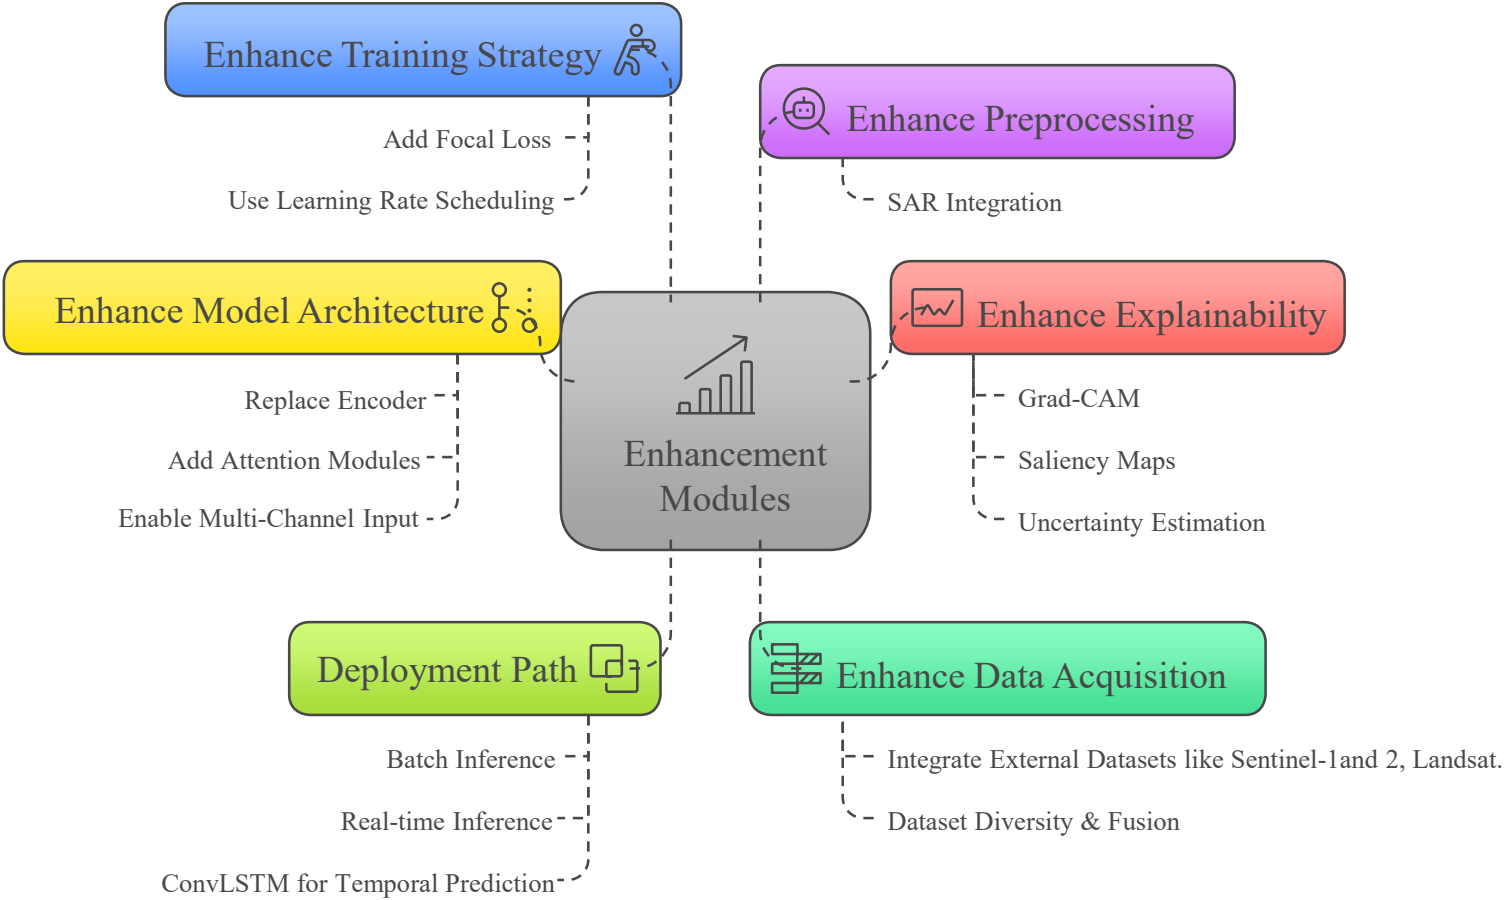 Enhance Training Strategy
Add Focal Loss
Use Learning Rate Scheduling
Enhance Preprocessing
SAR Integration
Enhance Model Architecture
Replace Encoder
Add Attention Modules
Enable Multi-Channel Input
Enhancement
Modules
Enhance Explainability
Grad-CAM
Saliency Maps
Uncertainty Estimation
Deployment Path
Batch Inference
Real-time Inference
ConvLSTM for Temporal Prediction
Enhance Data Acquisition
Integrate External Datasets like Sentinel-1and 2, Landsat.
Dataset Diversity & Fusion